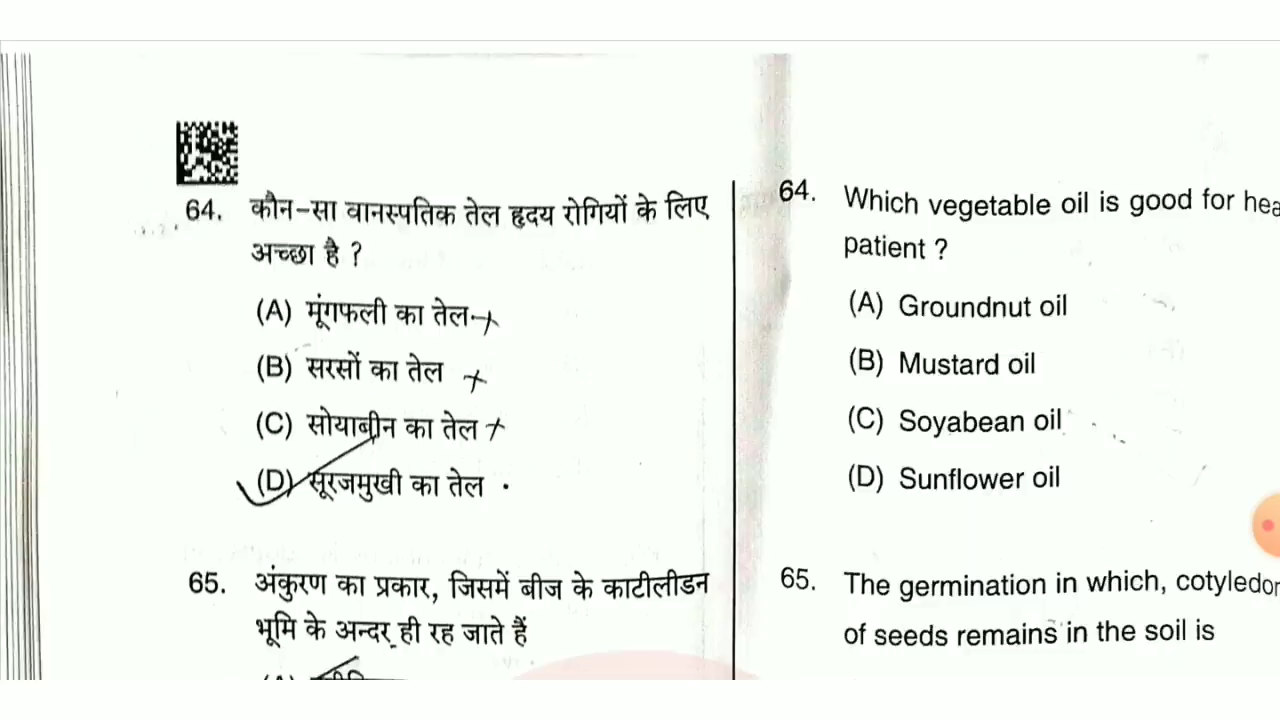 64. कौन-सा वानस्पतिक तेल हृदय रोगियों के लिए
अच्छा है ?
(A) मूंगफली का तेल
(B) सरसों का तेल
(C) सोयाबीन का तेल
(D) सूरजमुखी का तेल
65. अंकुरण का प्रकार, जिसमें बीज के काटीलीडन
भूमि के अन्दर ही रह जाते हैं
64. Which vegetable oil is good for hea
patient ?
(A) Groundnut oil
(B) Mustard oil
(C) Soyabean oil
(D) Sunflower oil
65. The germination in which, cotyledon
of seeds remains in the soil is